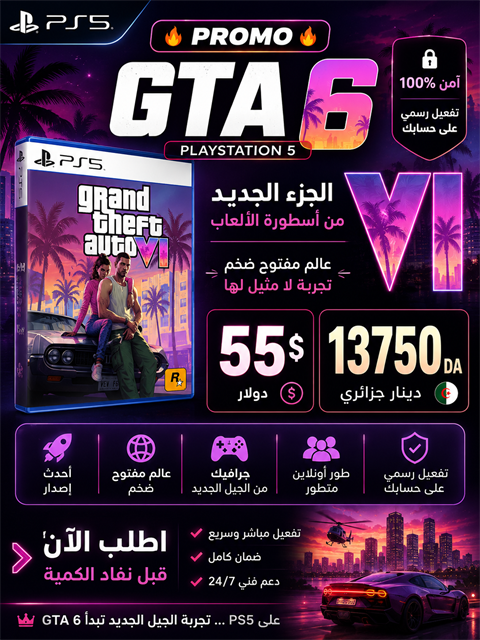 PS5
PROMO
GTA 6
PLAYSTATION 5
آمن 100%
تفعيل رسمي
على حسابك
PS5
grand
theft
auto VI
R
الجزء الجديد
من أسطورة الألعاب
VI
عالم مفتوح ضخم
تجربة لا مثيل لها
55$
دولار
$
13750 DA
دينار جزائري
أحدث
إصدار
عالم مفتوح
ضخم
جرافيك
من الجيل الجديد
طور أونلاين
متطور
تفعيل رسمي
على حسابك
اطلب الآن
قبل نفاد الكمية
تفعيل مباشر وسريع
ضمان كامل
دعم فني 24/7
على PS5 ... تجربة الجيل الجديد تبدأ GTA 6